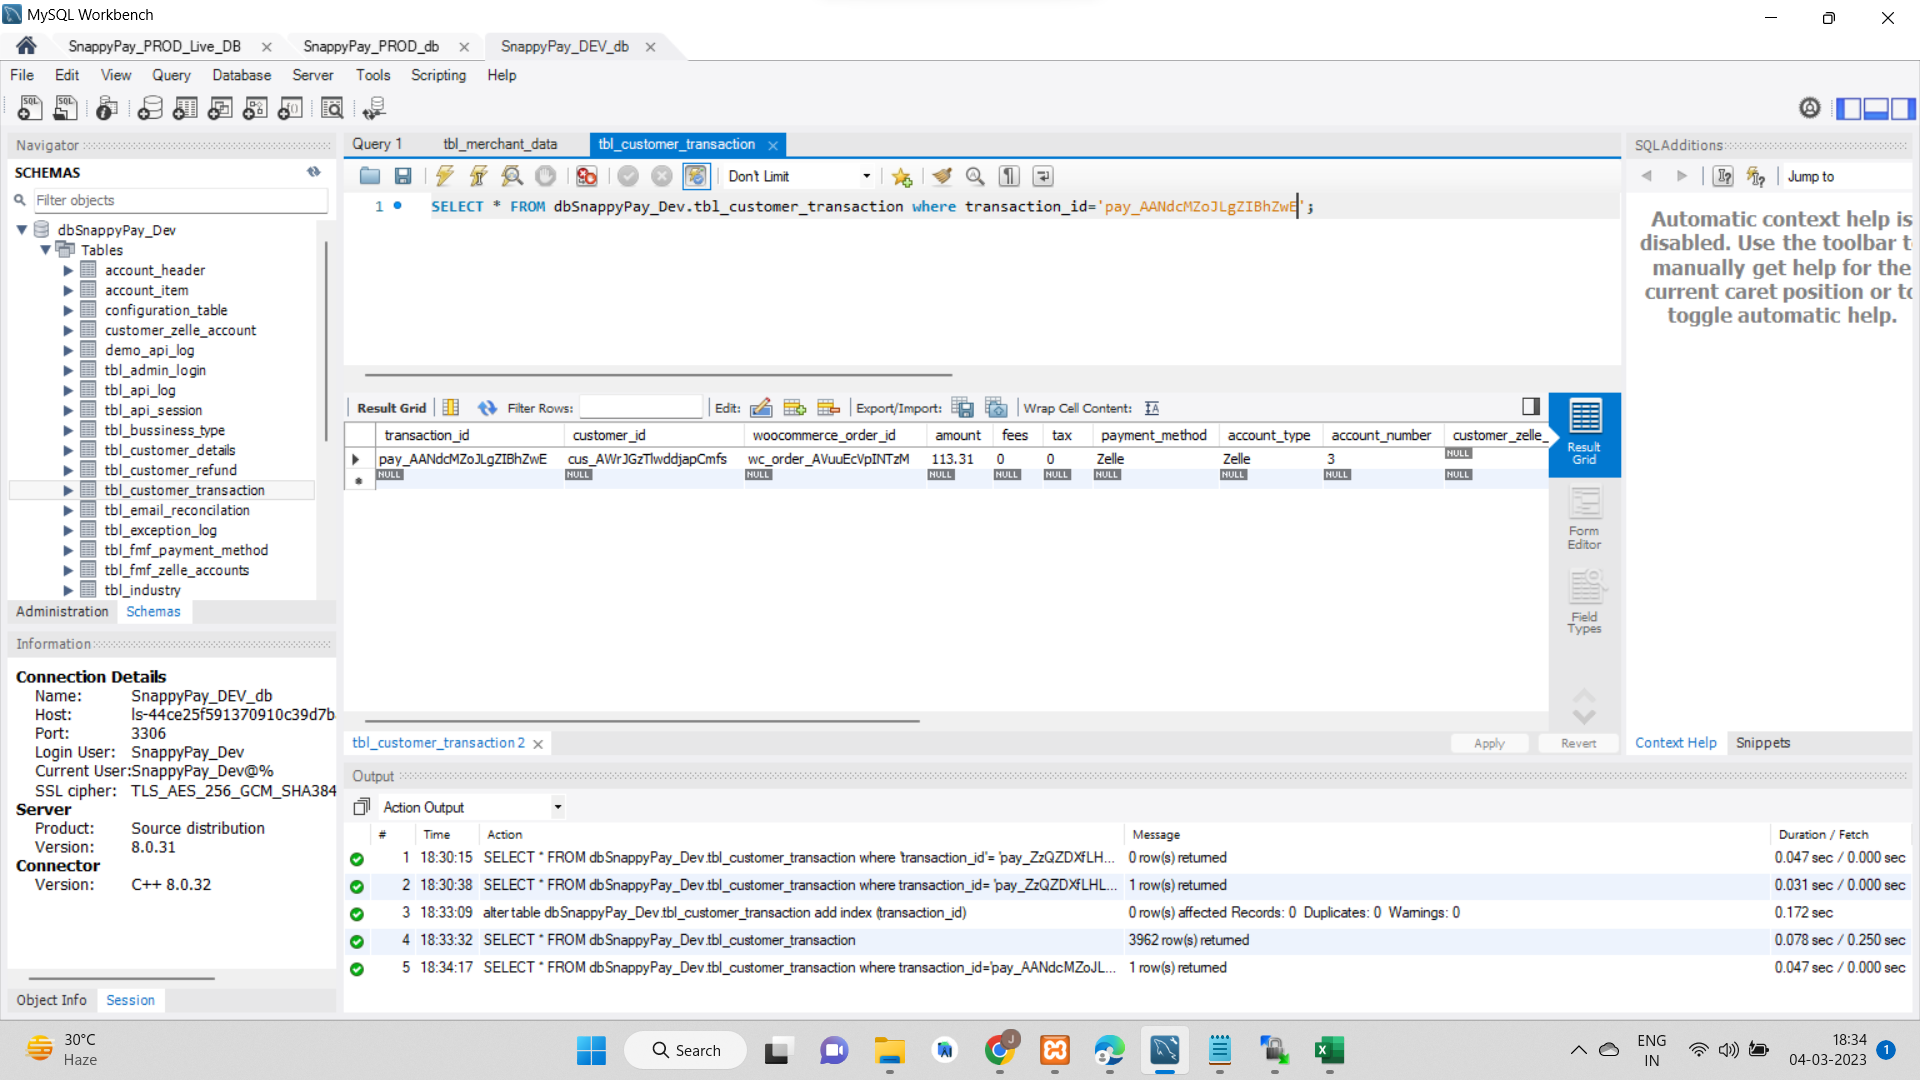 MySQL Workbench
SnappyPay_PROD_Live_DB
SnappyPay_PROD_db
SnappyPay_DEV_db
File Edit View Query Database Server Tools Scripting Help
Navigator
SCHEMAS
Filter objects
dbSnappyPay_Dev
Tables
account_header
account_item
configuration_table
customer_zelle_account
demo_api_log
tbl_admin_login
tbl_api_log
tbl_api_session
tbl_bussiness_type
tbl_customer_details
tbl_customer_refund
tbl_customer_transaction
tbl_email_reconcilation
tbl_exception_log
tbl_fmf_payment_method
tbl_fmf_zelle_accounts
tbl_industry
Administration Schemas
Information
Connection Details
Name: SnappyPay_DEV_db
Host: ls-44ce25f591370910c39d7b
Port: 3306
Login User: SnappyPay_Dev
Current User:SnappyPay_Dev@%
SSL cipher: TLS_AES_256_GCM_SHA384
Server
Product: Source distribution
Version: 8.0.31
Connector
Version: C++ 8.0.32
Object Info Session
Query 1 tbl_merchant_data tbl_customer_transaction
Don't Limit
1 SELECT * FROM dbSnappyPay_Dev.tbl_customer_transaction where transaction_id='pay_AANdcMZoJLgZIBhZwE';
Result Grid Filter Rows: Edit: Export/Import: Wrap Cell Content:
transaction_id customer_id woocommerce_order_id amount fees tax payment_method account_type account_number customer_zelle_
pay_AANdcMZoJLgZIBhZwE cus_AWrJGzTlwddjapCmfs wc_order_AVuuEcVpINTzM 113.31 0 0 Zelle Zelle 3 NULL
NULL NULL NULL NULL NULL NULL NULL NULL NULL NULL
Result
Grid
Form
Editor
Field
Types
tbl_customer_transaction 2
Apply Revert
SQLAdditions
Jump to
Automatic context help is
disabled. Use the toolbar t
manually get help for the
current caret position or to
toggle automatic help.
Context Help Snippets
Output
Action Output
# Time Action Message Duration / Fetch
1 18:30:15 SELECT * FROM dbSnappyPay_Dev.tbl_customer_transaction where 'transaction_id'= 'pay_ZzQZDXfLH... 0 row(s) returned 0.047 sec / 0.000 sec
2 18:30:38 SELECT * FROM dbSnappyPay_Dev.tbl_customer_transaction where transaction_id= 'pay_ZzQZDXfLHL... 1 row(s) returned 0.031 sec / 0.000 sec
3 18:33:09 alter table dbSnappyPay_Dev.tbl_customer_transaction add index (transaction_id) 0 row(s) affected Records: 0 Duplicates: 0 Warnings: 0 0.172 sec
4 18:33:32 SELECT * FROM dbSnappyPay_Dev.tbl_customer_transaction 3962 row(s) returned 0.078 sec / 0.250 sec
5 18:34:17 SELECT * FROM dbSnappyPay_Dev.tbl_customer_transaction where transaction_id='pay_AANdcMZoJL... 1 row(s) returned 0.047 sec / 0.000 sec
30°C
Haze
Search
ENG
IN
18:34
04-03-2023
1